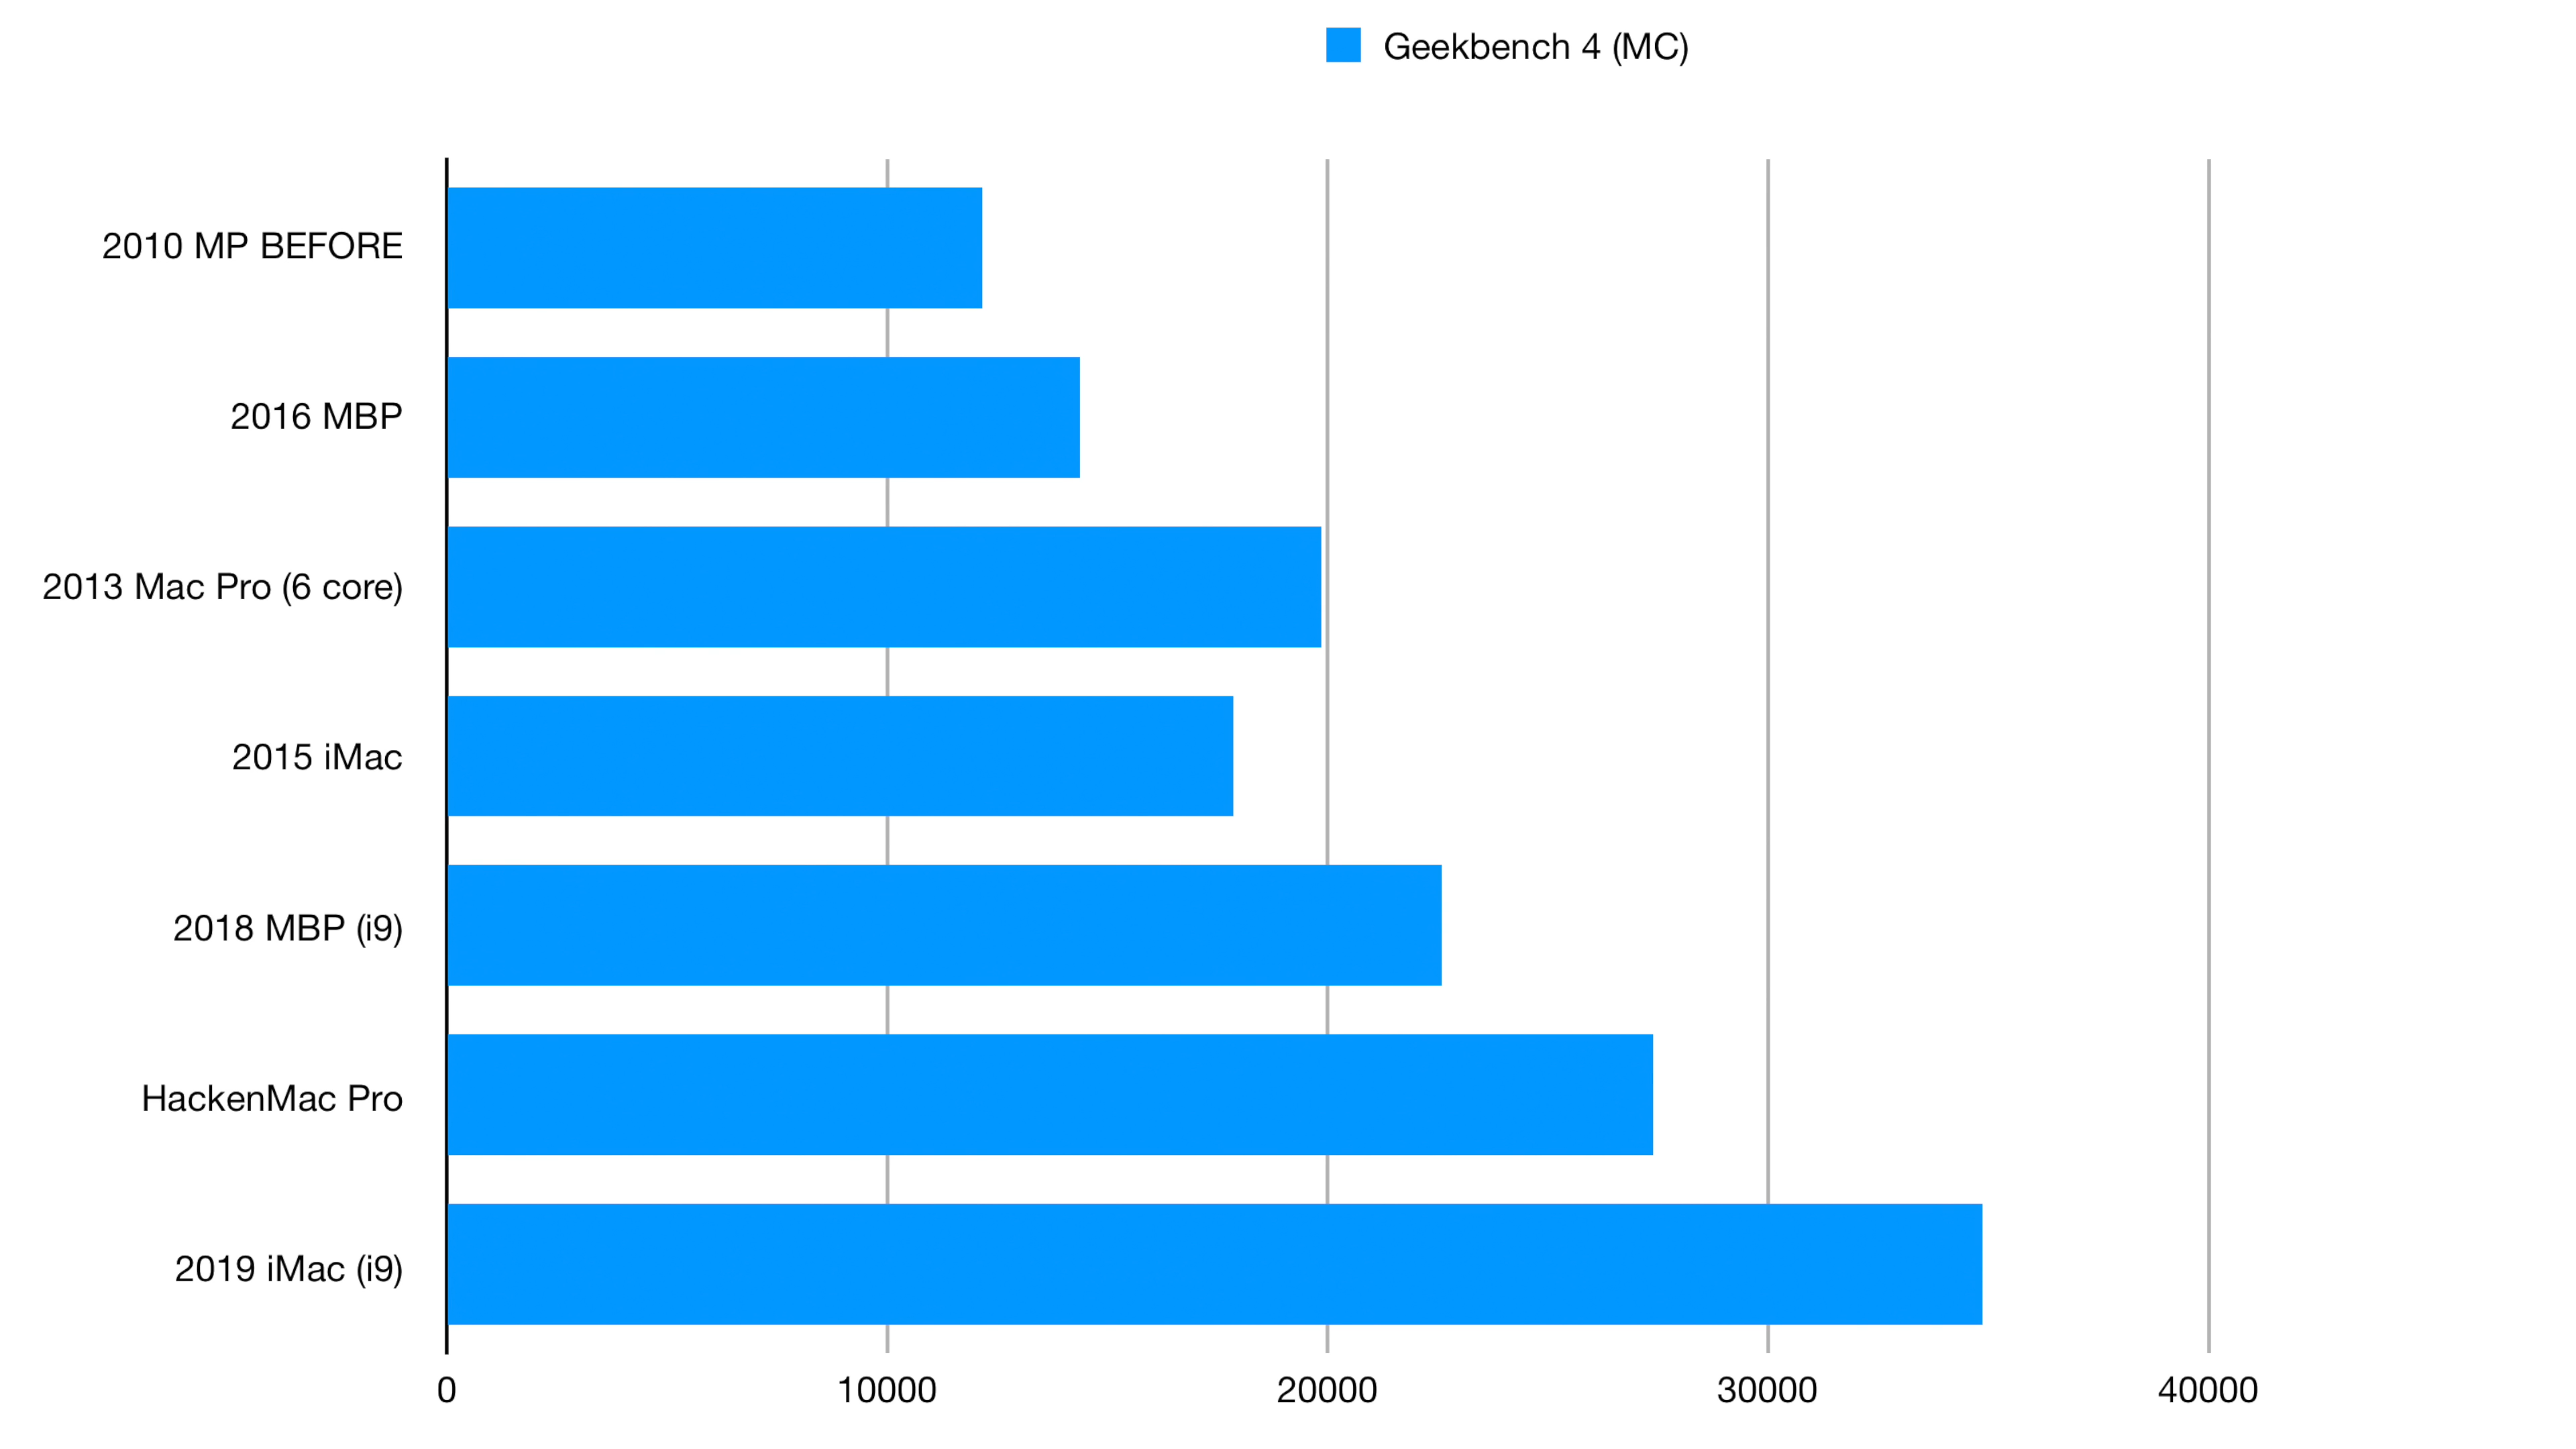 Geekbench 4 (MC)
2010 MP BEFORE
2016 MBP
2013 Mac Pro (6 core)
2015 iMac
2018 MBP (i9)
HackenMac Pro
2019 iMac (i9)
0 10000 20000 30000 40000